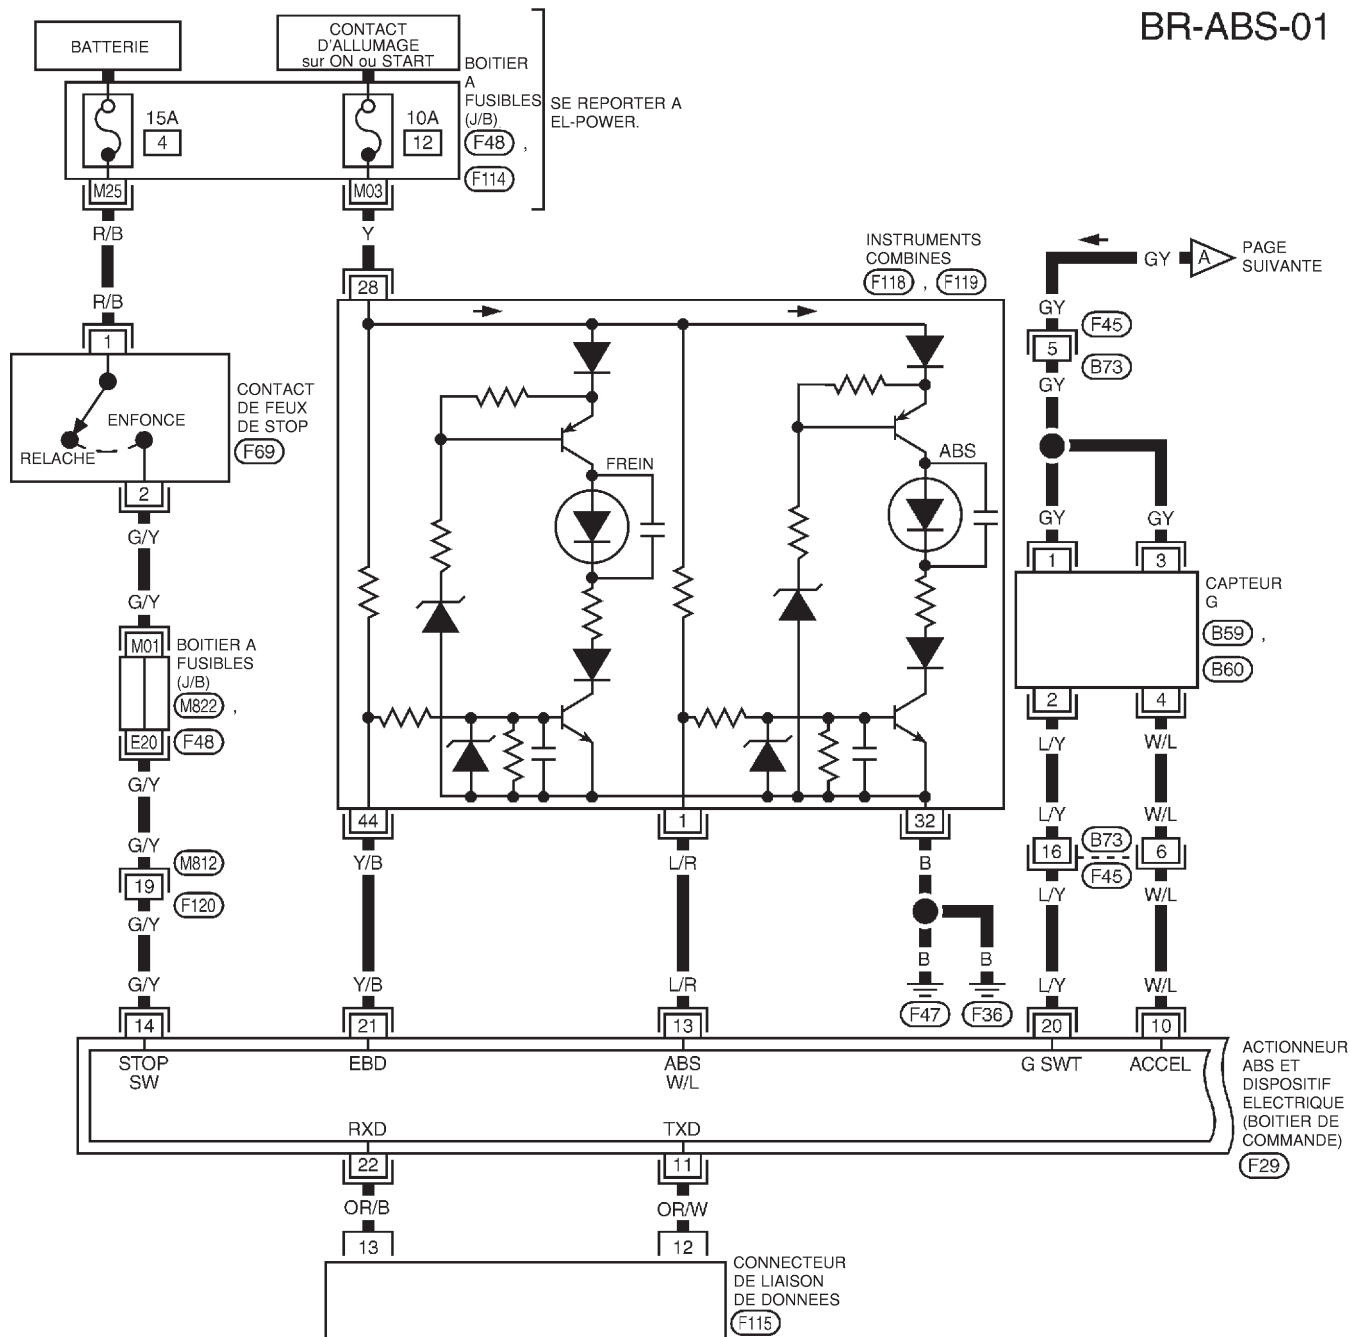 BR-ABS-01
BATTERIE
CONTACT
D'ALLUMAGE
sur ON ou START
BOITIER
A
FUSIBLES
(J/B)
F48 ,
F114
SE REPORTER A
EL-POWER.
15A
4
10A
12
M25
M03
R/B
Y
R/B
28
1
CONTACT
DE FEUX
DE STOP
F69
ENFONCE
RELACHE
2
G/Y
G/Y
M01
BOITIER A
FUSIBLES
(J/B)
M822 ,
E20
F48
G/Y
G/Y
M812
19
F120
G/Y
G/Y
INSTRUMENTS
COMBINES
F118 , F119
FREIN
ABS
44
1
32
Y/B
L/R
B
Y/B
L/R
B
B
F47
F36
GY
A
PAGE
SUIVANTE
GY
F45
5
B73
GY
GY
GY
1
3
CAPTEUR
G
B59 ,
B60
2
4
L/Y
W/L
L/Y
W/L
16
B73
6
F45
L/Y
W/L
L/Y
W/L
14
21
13
20
10
STOP
SW
EBD
ABS
W/L
G SWT
ACCEL
ACTIONNEUR
ABS ET
DISPOSITIF
ELECTRIQUE
(BOITIER DE
COMMANDE)
F29
RXD
TXD
22
11
OR/B
OR/W
13
12
CONNECTEUR
DE LIAISON
DE DONNEES
F115